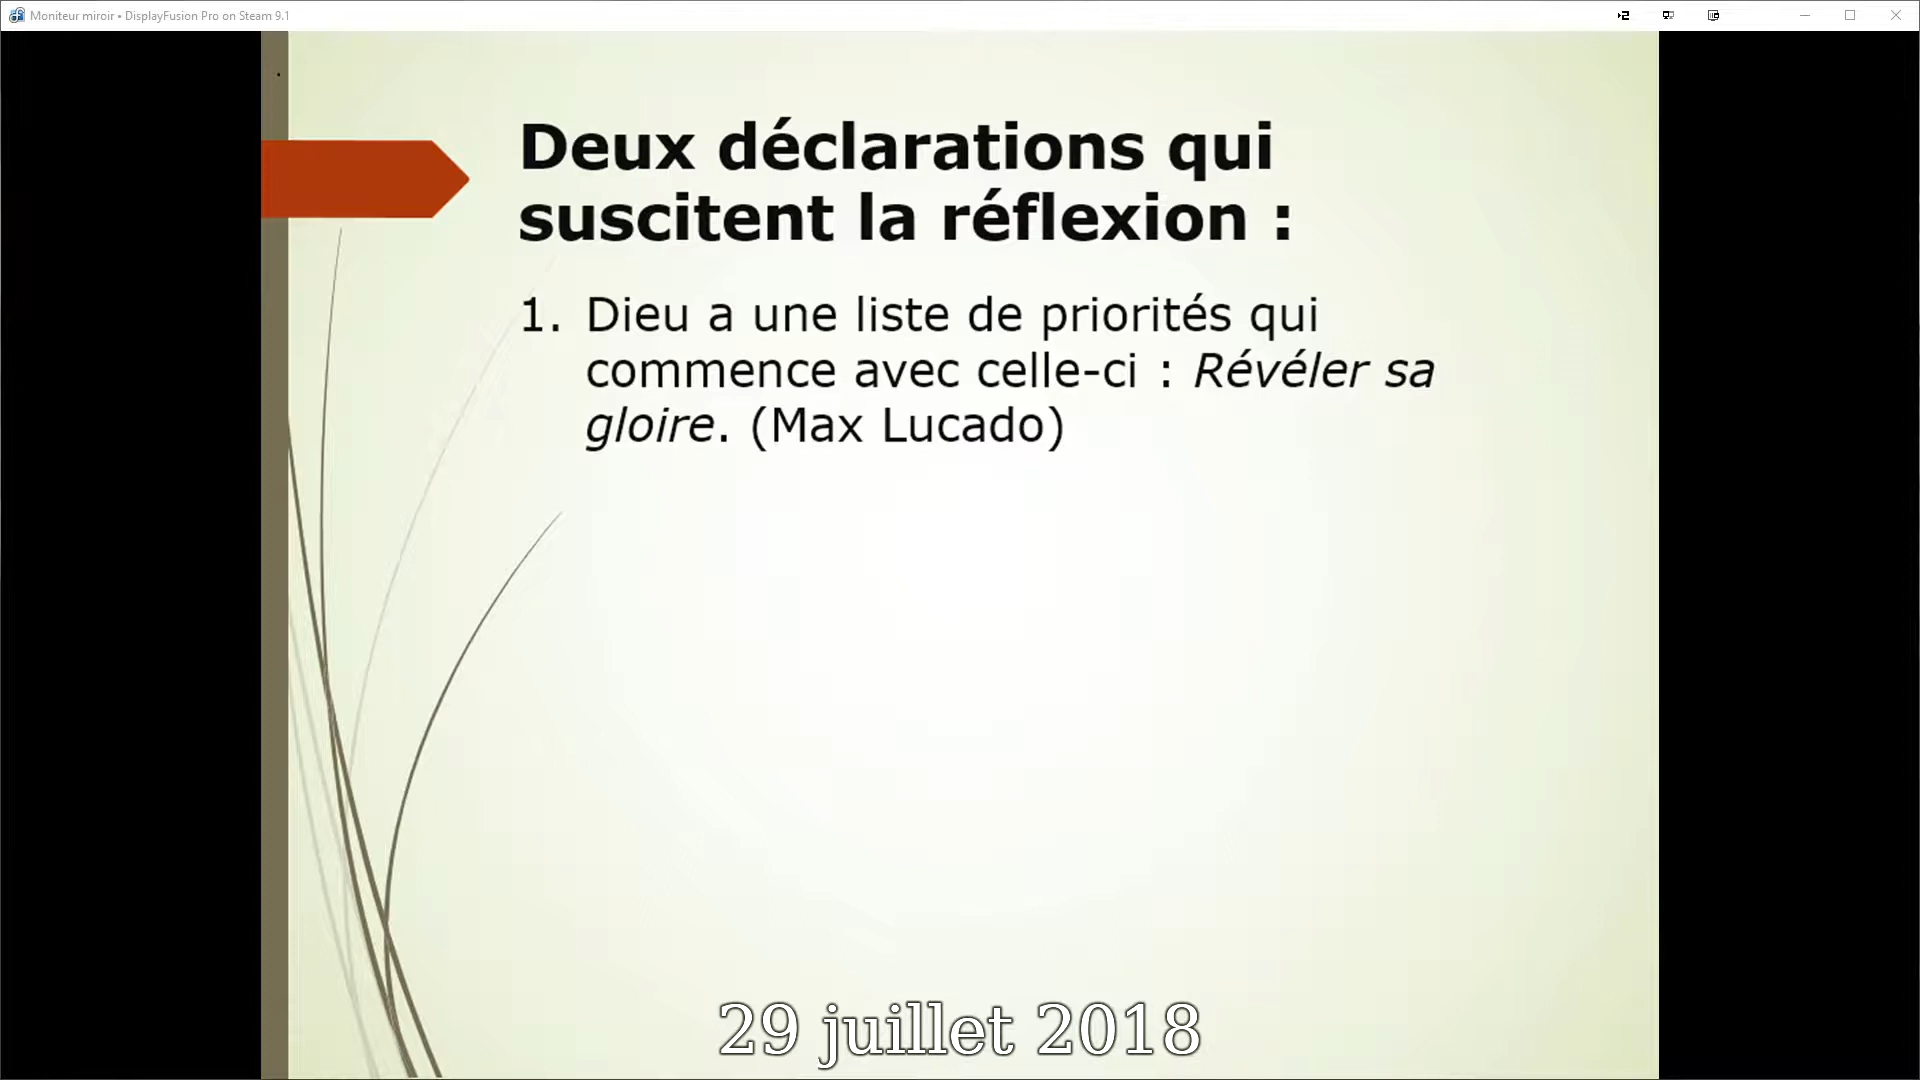 Moniteur miroir • DisplayFusion Pro on Steam 9.1
Deux déclarations qui
suscitent la réflexion :
1. Dieu a une liste de priorités qui
commence avec celle-ci : Révéler sa
gloire. (Max Lucado)
29 juillet 2018